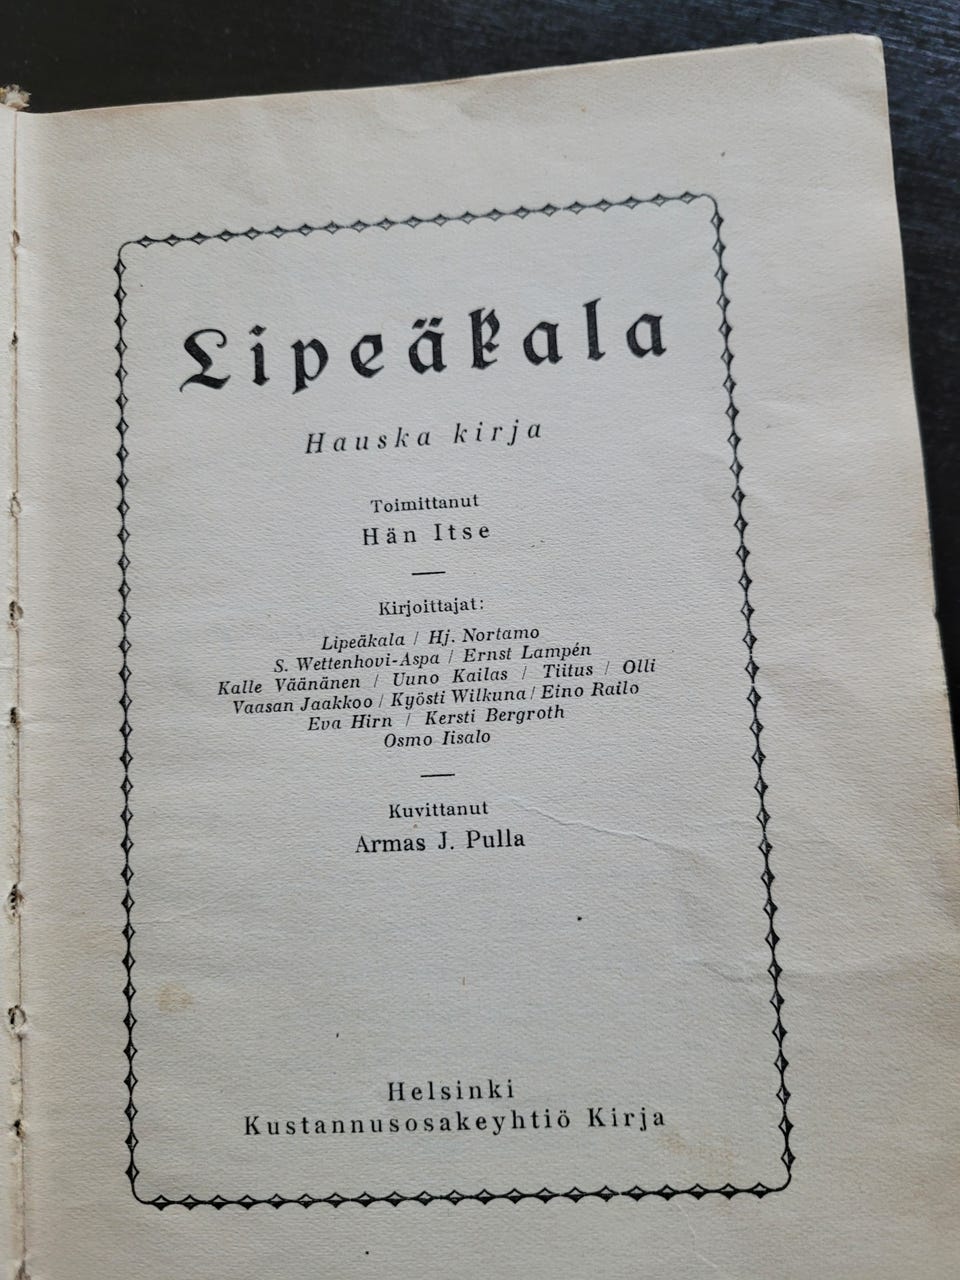 Lipeäkala
Hauska kirja
Toimittanut
Hän Itse
Kirjoittajat:
Lipeäkala / Hj. Nortamo
S. Wettenhovi-Aspa / Ernst Lampén
Kalle Väänänen / Uuno Kailas / Tiitus / Olli
Vaasan Jaakkoo / Kyösti Wilkuna / Eino Railo
Eva Hirn / Kersti Bergroth
Osmo Iisalo
Kuvittanut
Armas J. Pulla
Helsinki
Kustannusosakeyhtiö Kirja